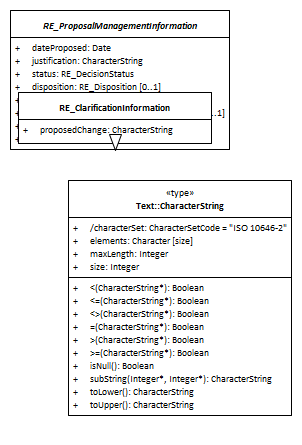 RE_ProposalManagementInformation
+ dateProposed: Date
+ justification: CharacterString
+ status: RE_DecisionStatus
+ disposition: RE_Disposition [0..1]
+
+ ..1]
+
+
RE_ClarificationInformation
+ proposedChange: CharacterString
«type»
Text::CharacterString
+ /characterSet: CharacterSetCode = "ISO 10646-2"
+ elements: Character [size]
+ maxLength: Integer
+ size: Integer
+ <(CharacterString*): Boolean
+ <=(CharacterString*): Boolean
+ <>(CharacterString*): Boolean
+ =(CharacterString*): Boolean
+ >(CharacterString*): Boolean
+ >=(CharacterString*): Boolean
+ isNull(): Boolean
+ subString(Integer*, Integer*): CharacterString
+ toLower(): CharacterString
+ toUpper(): CharacterString